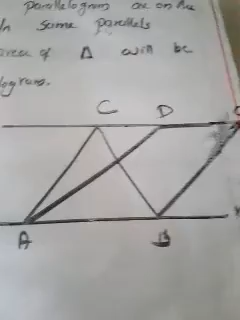 parallelogram are on the
In same parallels
area of Δ will be
logram.
C D
A B